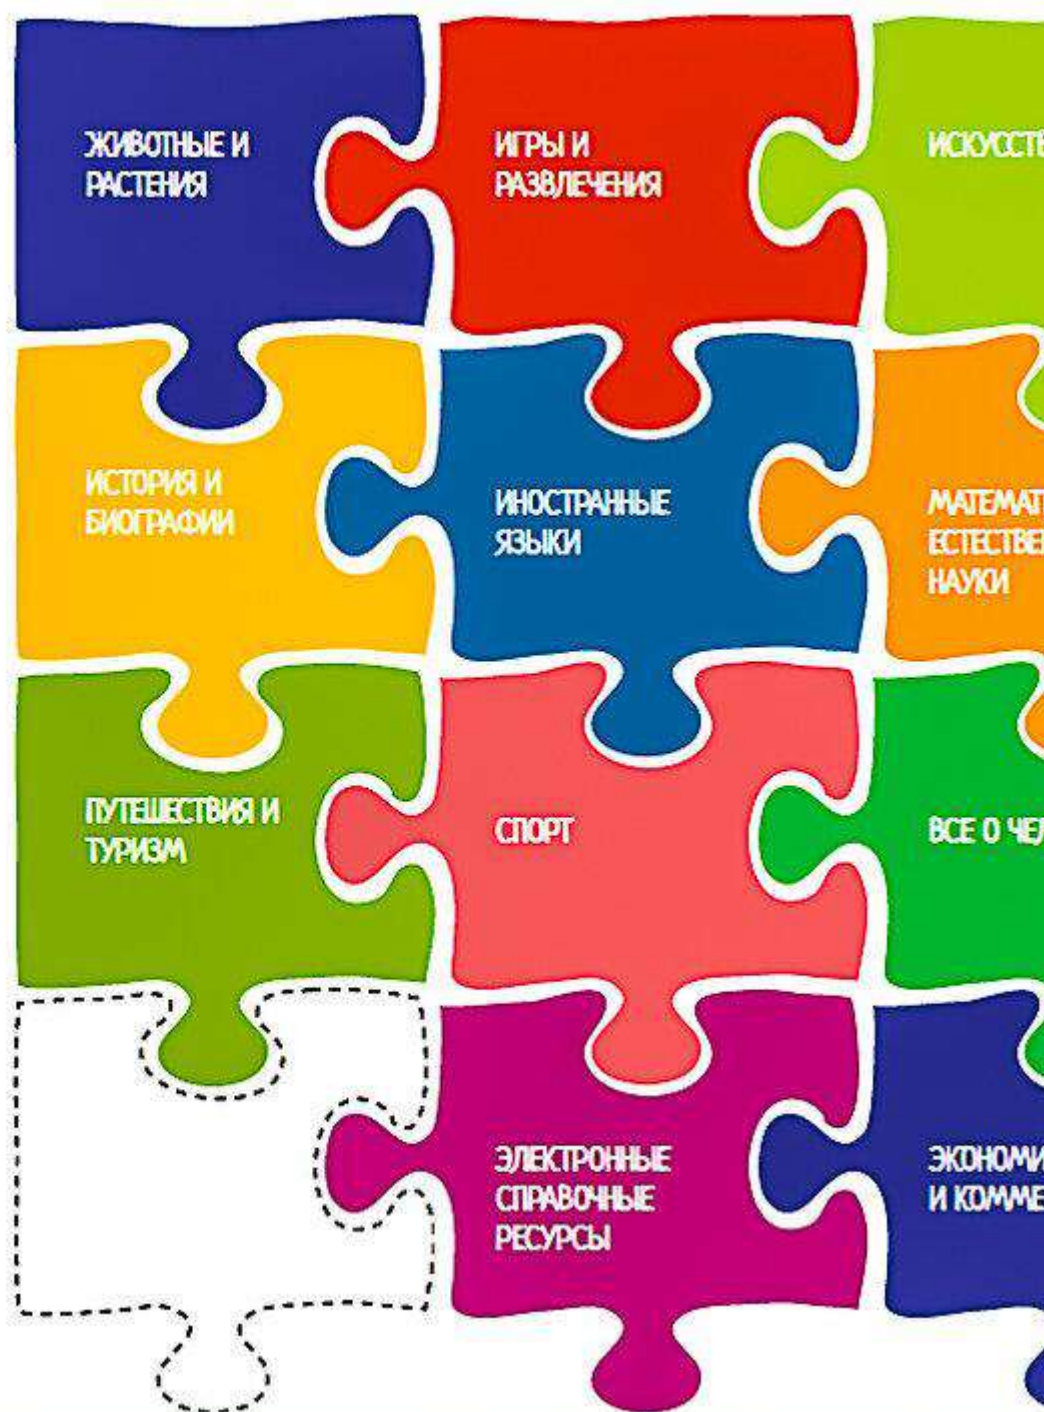 ЖИВОТНЫЕ И
РАСТЕНИЯ
ИГРЫ И
РАЗВЛЕЧЕНИЯ
ИСТОРИЯ И
БИОГРАФИИ
ИНОСТРАННЫЕ
ЯЗЫКИ
НАУКИ
ПУТЕШЕСТВИЯ И
ТУРИЗМ
СПОРТ
ВСЕ О
ЭЛЕКТРОННЫЕ
СПРАВОЧНЫЕ
РЕСУРСЫ
И